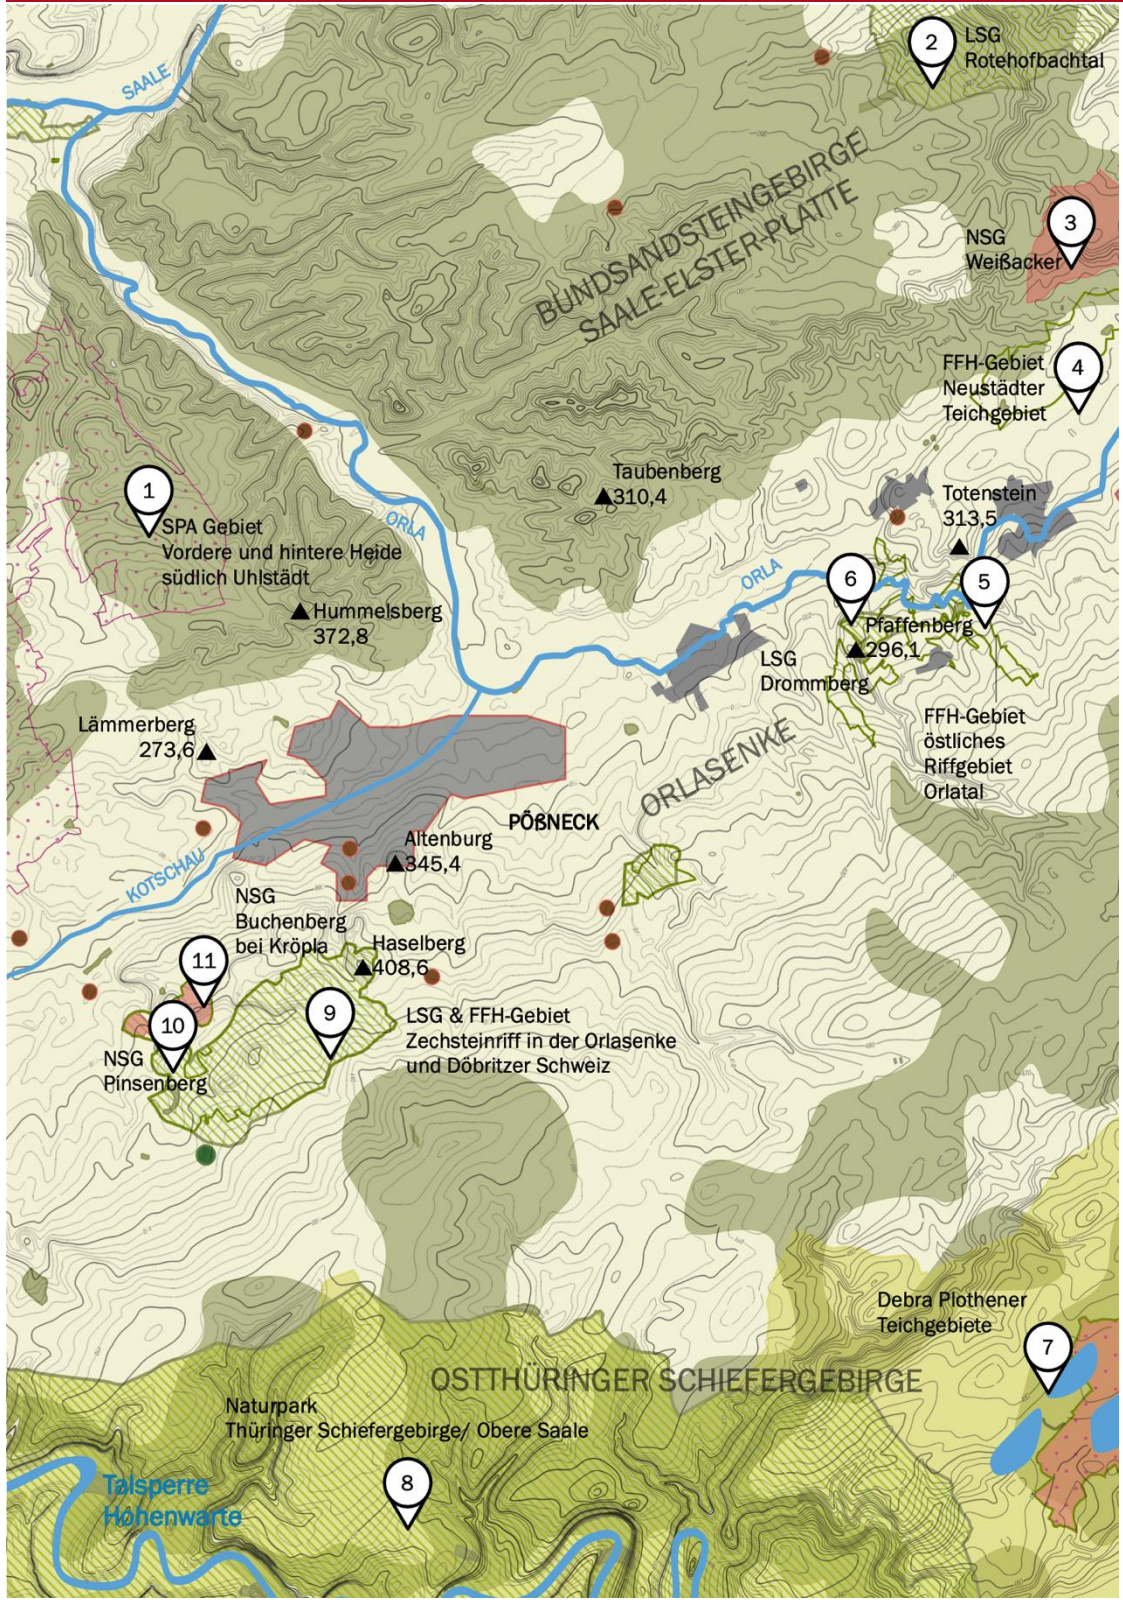 2
LSG
Rotehofbachtal
SAALE
BUNDSANDSTEINGEBIRGE
SAALE-ELSTER-PLATTE
3
NSG
Weißacker
4
FFH-Gebiet
Neustädter
Teichgebiet
1
SPA Gebiet
Vordere und hintere Heide
südlich Uhlstädt
ORLA
Taubenberg
310,4
Totenstein
313,5
Hummelsberg
372,8
ORLA
6
5
Pfaffenberg
296,1
LSG
Drommberg
FFH-Gebiet
östliches
Riffgebiet
Orlatal
Lämmerberg
273,6
ORLASENKE
PÖßNECK
Altenburg
345,4
KOTSCHAU
NSG
Buchenberg
bei Kröpla
Haselberg
408,6
11
10
9
NSG
Pinsenberg
LSG & FFH-Gebiet
Zechsteinriff in der Orlasenke
und Döbritzer Schweiz
Debra Plothener
Teichgebiete
7
OSTTHÜRINGER SCHIEFERGEBIRGE
Naturpark
Thüringer Schiefergebirge/ Obere Saale
8
Talsperre
Hohenwarte